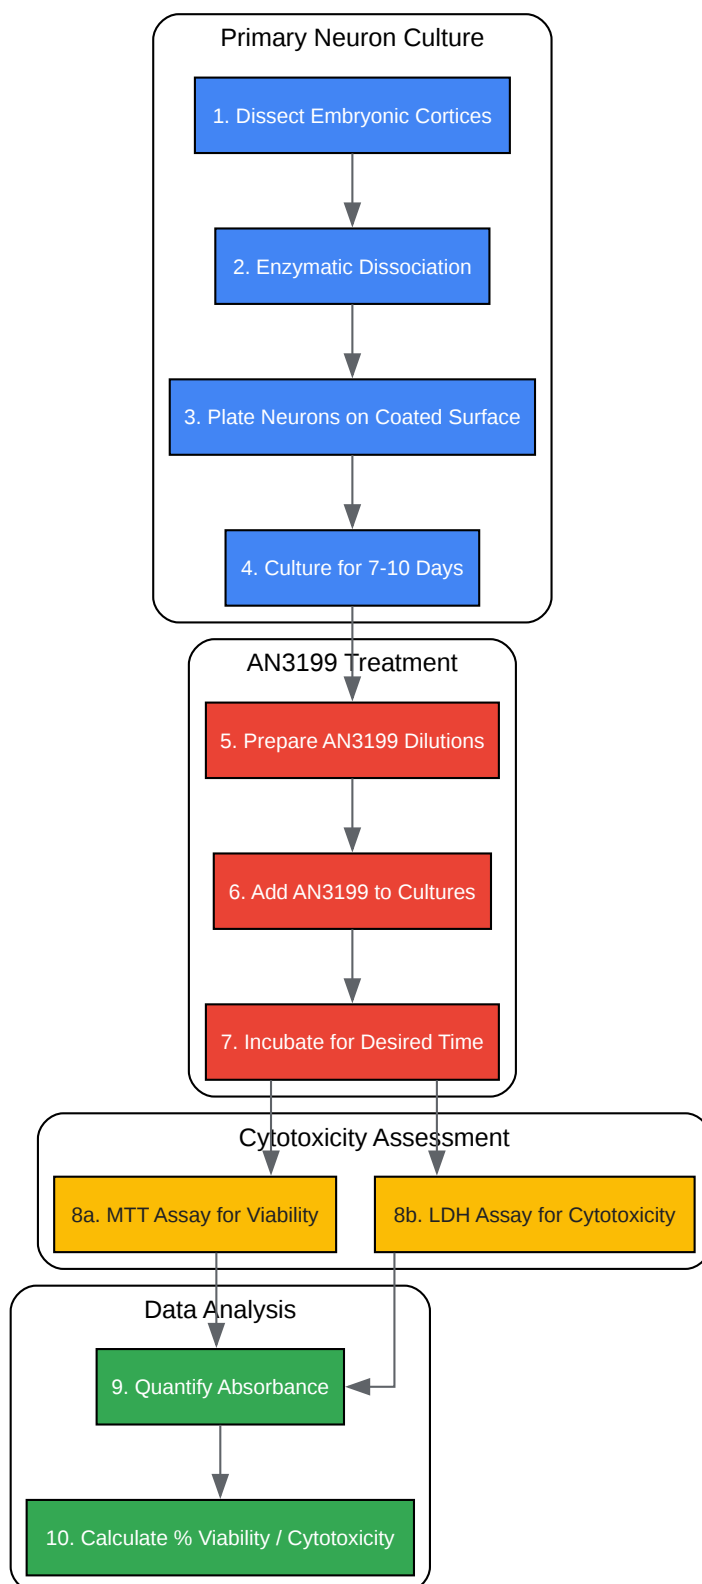 Primary Neuron Culture
1. Dissect Embryonic Cortices
2. Enzymatic Dissociation
3. Plate Neurons on Coated Surface
4. Culture for 7-10 Days
AN3199 Treatment
5. Prepare AN3199 Dilutions
6. Add AN3199 to Cultures
7. Incubate for Desired Time
Cytotoxicity Assessment
8a. MTT Assay for Viability
8b. LDH Assay for Cytotoxicity
Data Analysis
9. Quantify Absorbance
10. Calculate % Viability / Cytotoxicity